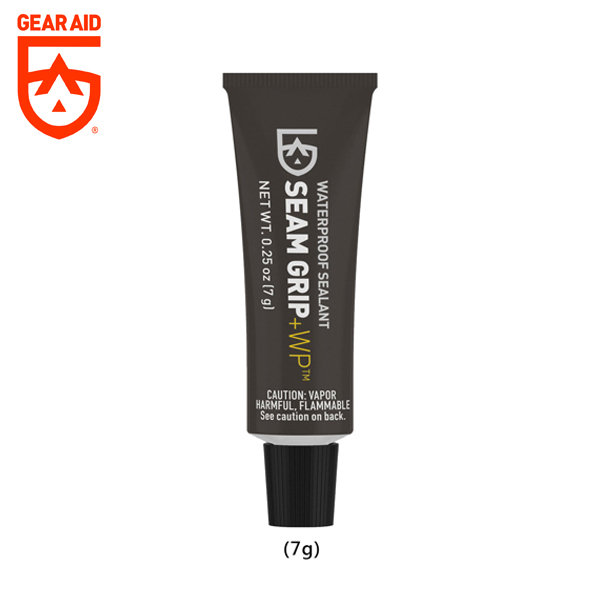 GEAR AID
®
WATERPROOF SEALANT
SEAM GRIP+WP™
NET WT. 0.25 oz (7 g)
CAUTION: VAPOR
HARMFUL, FLAMMABLE
See caution on back.
(7g)